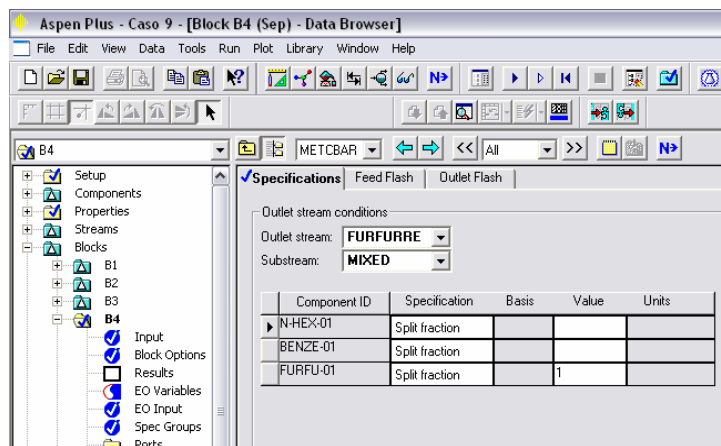 Aspen Plus - Caso 9 - [Block B4 (Sep) - Data Browser]
File Edit View Data Tools Run Plot Library Window Help
N>
B4 METCBAR << All >> N>
Setup
Components
Properties
Streams
Blocks
B1
B2
B3
B4
Input
Block Options
Results
EO Variables
EO Input
Spec Groups
Ports
Specifications Feed Flash Outlet Flash
Outlet stream conditions
Outlet stream: FURFURRE
Substream: MIXED
Component ID Specification Basis Value Units
N-HEX-01 Split fraction
BENZE-01 Split fraction
FURFU-01 Split fraction 1